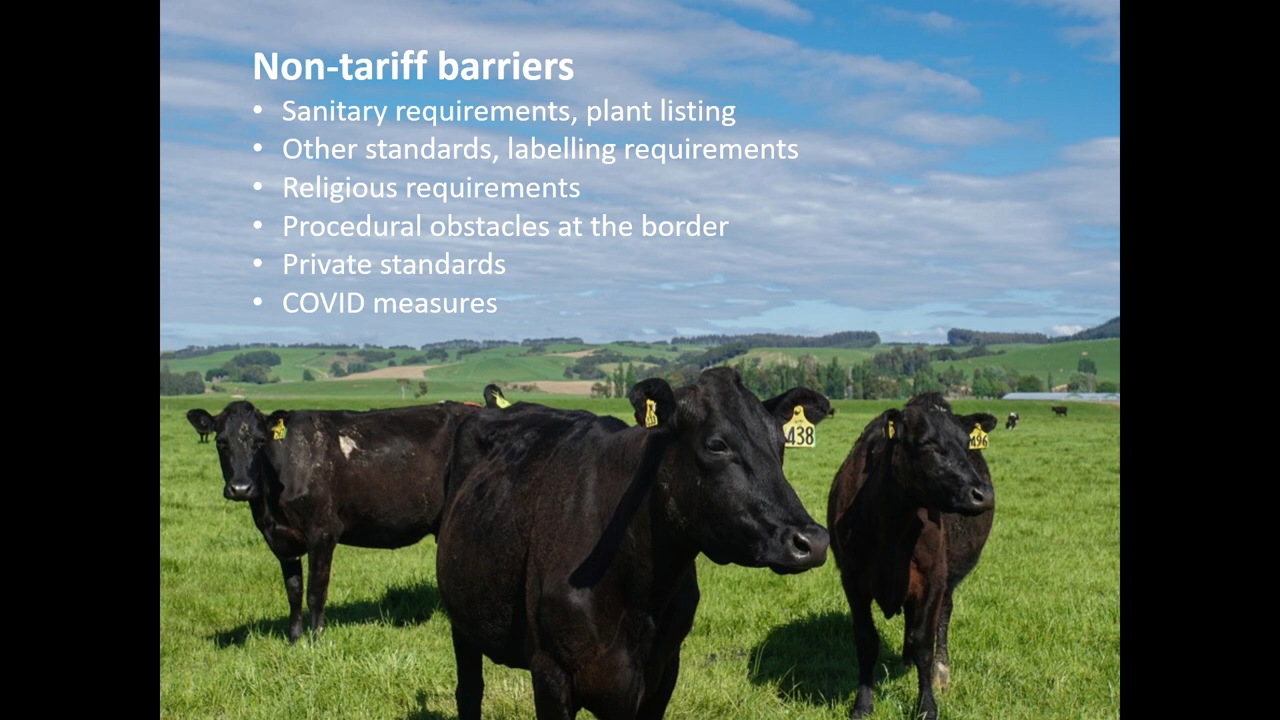 Non-tariff barriers
• Sanitary requirements, plant listing
• Other standards, labelling requirements
• Religious requirements
• Procedural obstacles at the border
• Private standards
• COVID measures
438
496